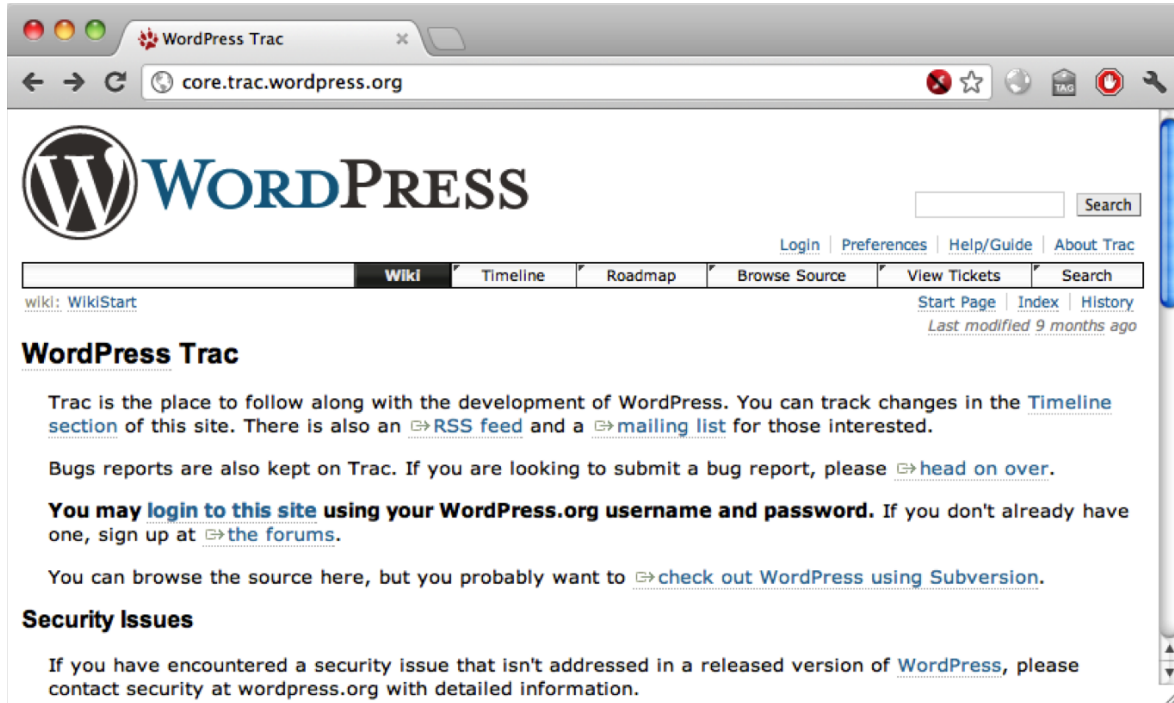 WordPress Trac
core.trac.wordpress.org
TAG
WORDPRESS
Search
Login Preferences Help/Guide About Trac
Wiki Timeline Roadmap Browse Source View Tickets Search
wiki: WikiStart
Start Page Index History
Last modified 9 months ago
WordPress Trac
Trac is the place to follow along with the development of WordPress. You can track changes in the Timeline
section of this site. There is also an RSS feed and a mailing list for those interested.
Bugs reports are also kept on Trac. If you are looking to submit a bug report, please head on over.
You may login to this site using your WordPress.org username and password. If you don't already have
one, sign up at the forums.
You can browse the source here, but you probably want to check out WordPress using Subversion.
Security Issues
If you have encountered a security issue that isn't addressed in a released version of WordPress, please
contact security at wordpress.org with detailed information.